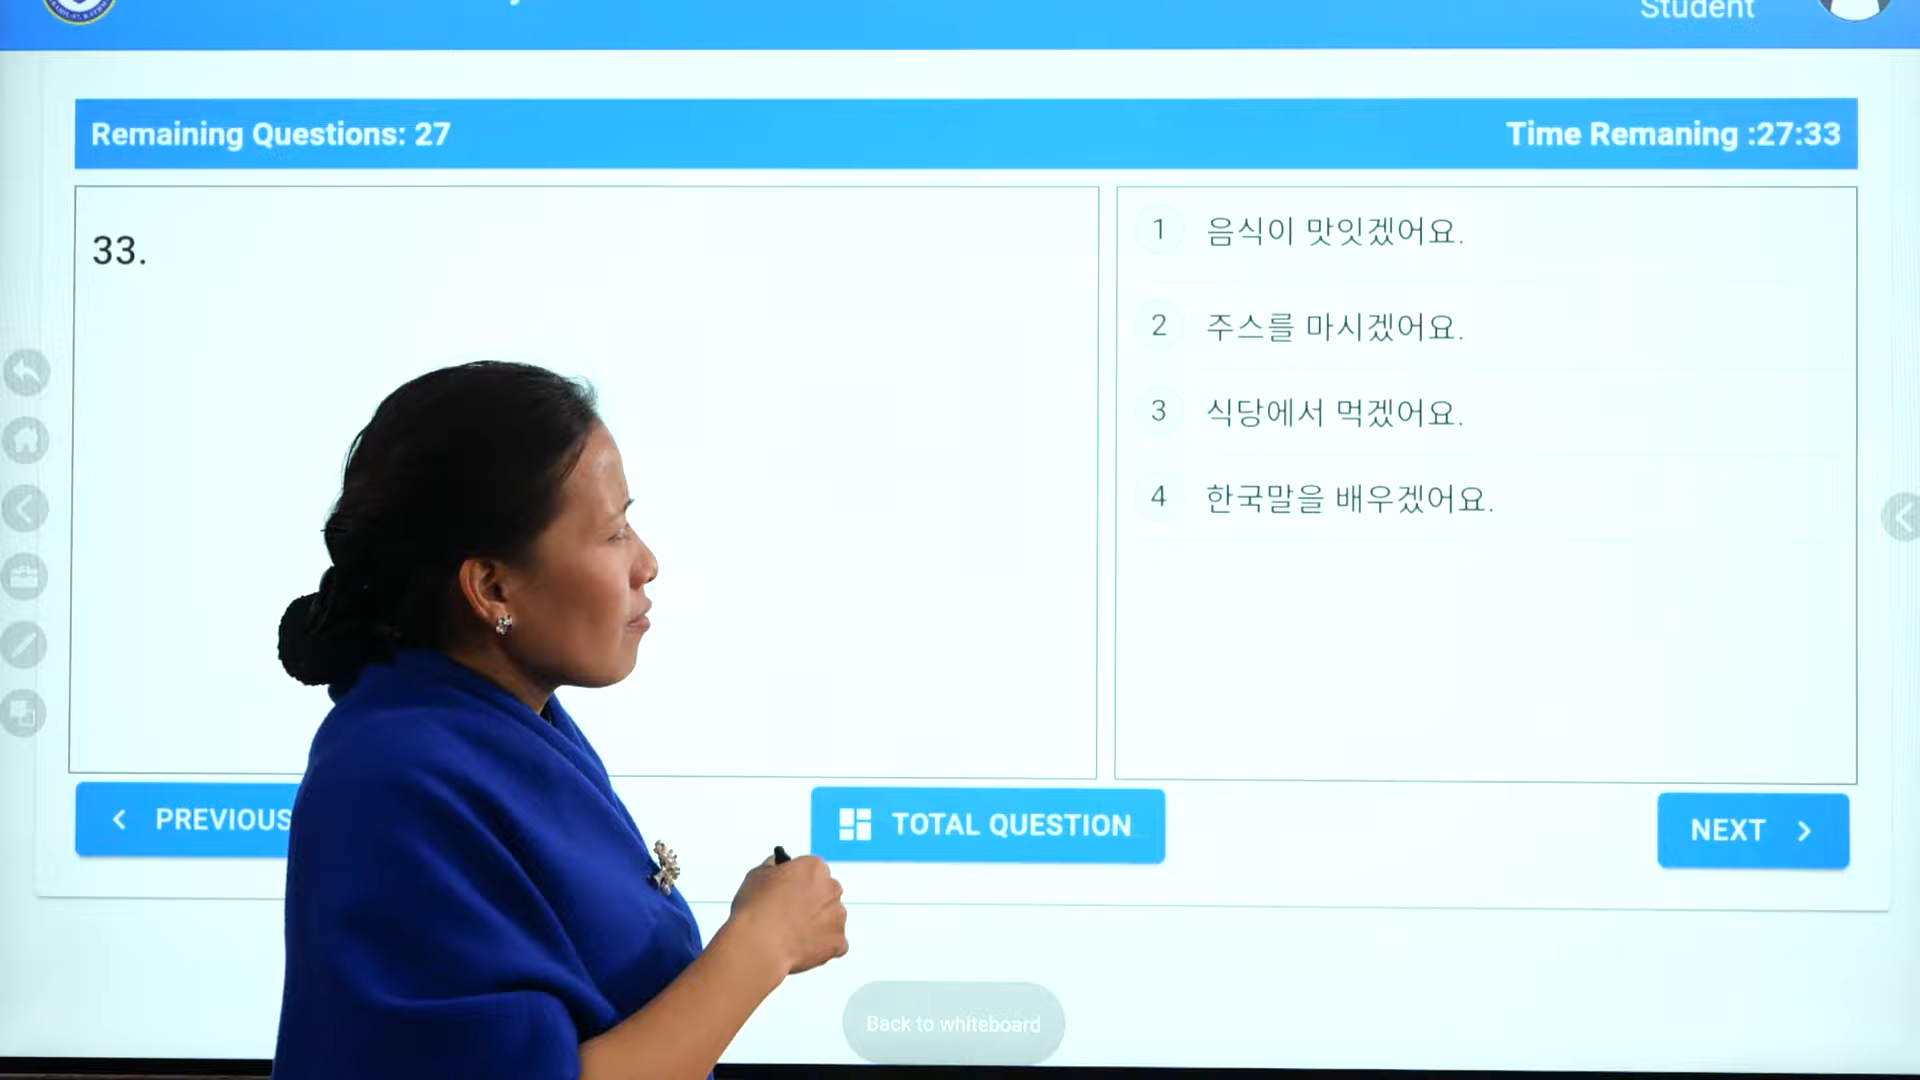 Student
Remaining Questions: 27
Time Remaning :27:33
33.
1 음식이 맛잇겠어요.
2 주스를 마시겠어요.
3 식당에서 먹겠어요.
4 한국말을 배우겠어요.
PREVIOUS
TOTAL QUESTION
NEXT
Back to whiteboard